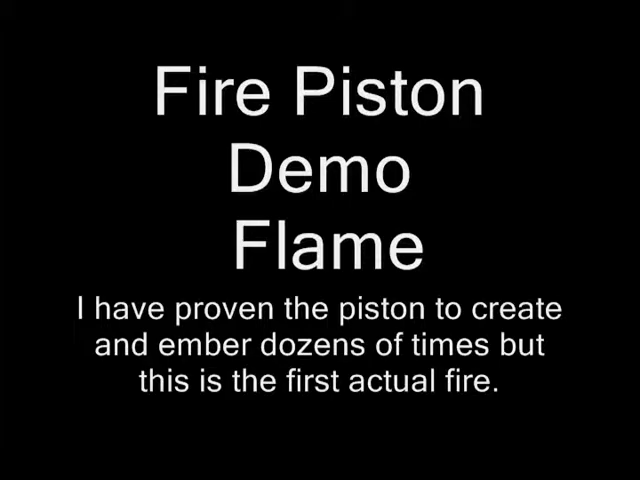 Fire Piston
Demo
Flame
I have proven the piston to create
and ember dozens of times but
this is the first actual fire.